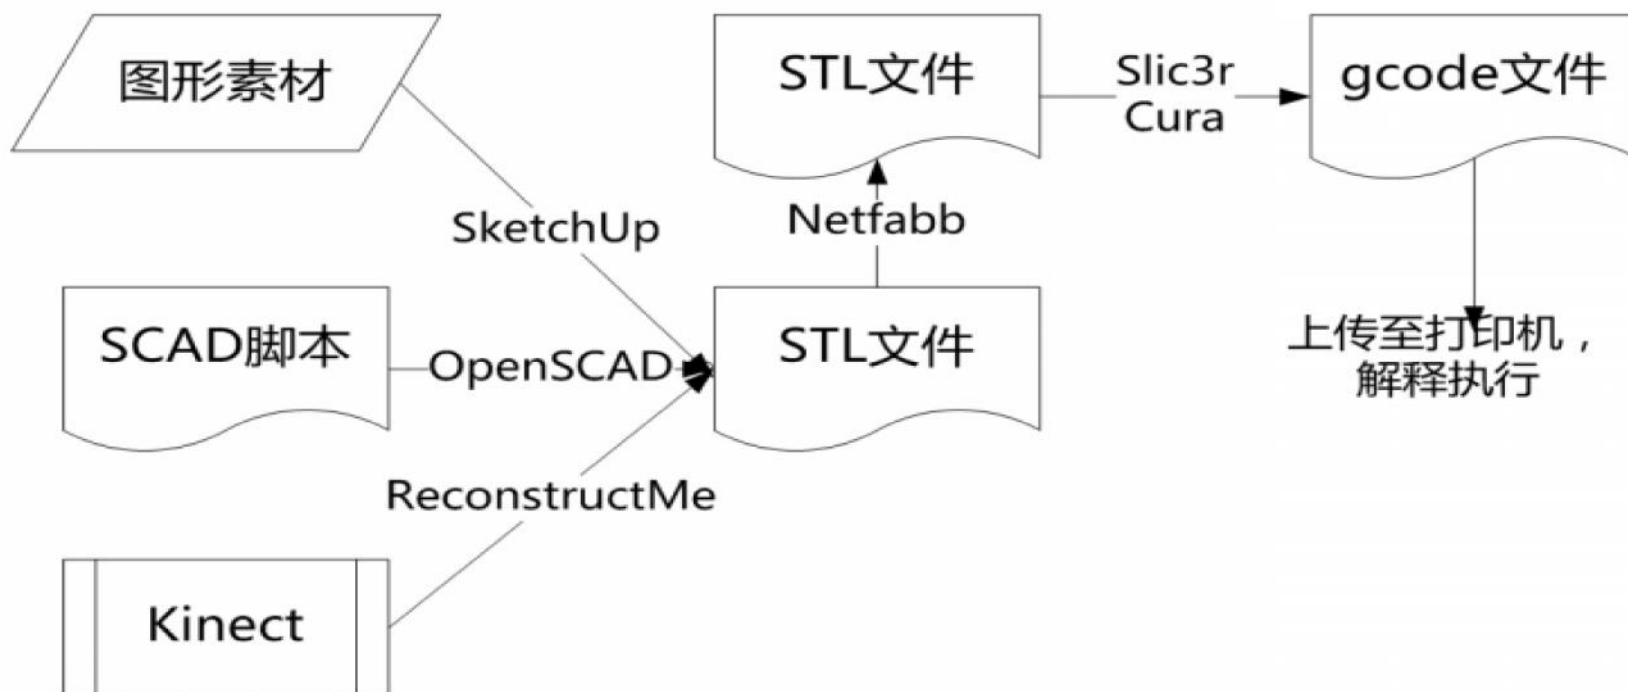 图形素材
STL文件
Slic3r
Cura
gcode文件
SketchUp
Netfabb
SCAD脚本
OpenSCAD
STL文件
上传至打印机，
解释执行
ReconstructMe
Kinect